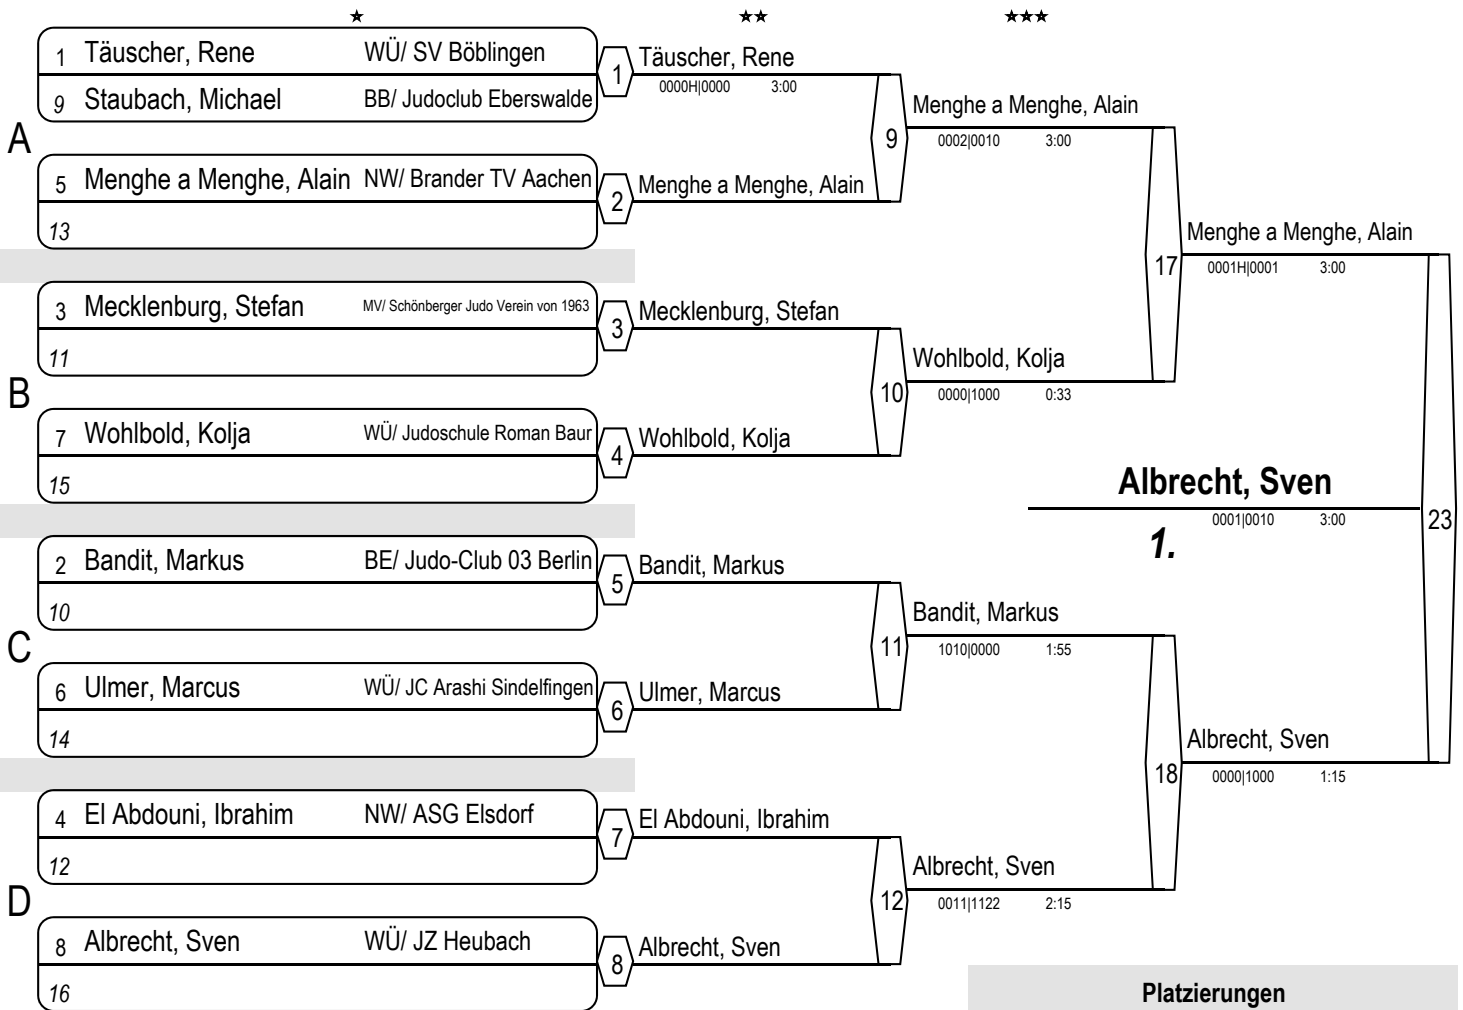 ★ ★★ ★★★
A
1 Täuscher, Rene WÜ/ SV Böblingen
9 Staubach, Michael BB/ Judoclub Eberswalde
5 Menghe a Menghe, Alain NW/ Brander TV Aachen
13
B
3 Mecklenburg, Stefan MV/ Schönberger Judo Verein von 1963
11
7 Wohlbold, Kolja WÜ/ Judoschule Roman Baur
15
C
2 Bandit, Markus BE/ Judo-Club 03 Berlin
10
6 Ulmer, Marcus WÜ/ JC Arashi Sindelfingen
14
D
4 El Abdouni, Ibrahim NW/ ASG Elsdorf
12
8 Albrecht, Sven WÜ/ JZ Heubach
16
1 Täuscher, Rene
0000H|0000 3:00
2 Menghe a Menghe, Alain
3 Mecklenburg, Stefan
4 Wohlbold, Kolja
5 Bandit, Markus
6 Ulmer, Marcus
7 El Abdouni, Ibrahim
8 Albrecht, Sven
9 Menghe a Menghe, Alain
0002|0010 3:00
10 Wohlbold, Kolja
0000|1000 0:33
11 Bandit, Markus
1010|0000 1:55
12 Albrecht, Sven
0011|1122 2:15
17 Menghe a Menghe, Alain
0001H|0001 3:00
18 Albrecht, Sven
0000|1000 1:15
23 Albrecht, Sven
0001|0010 3:00
1.
Platzierungen